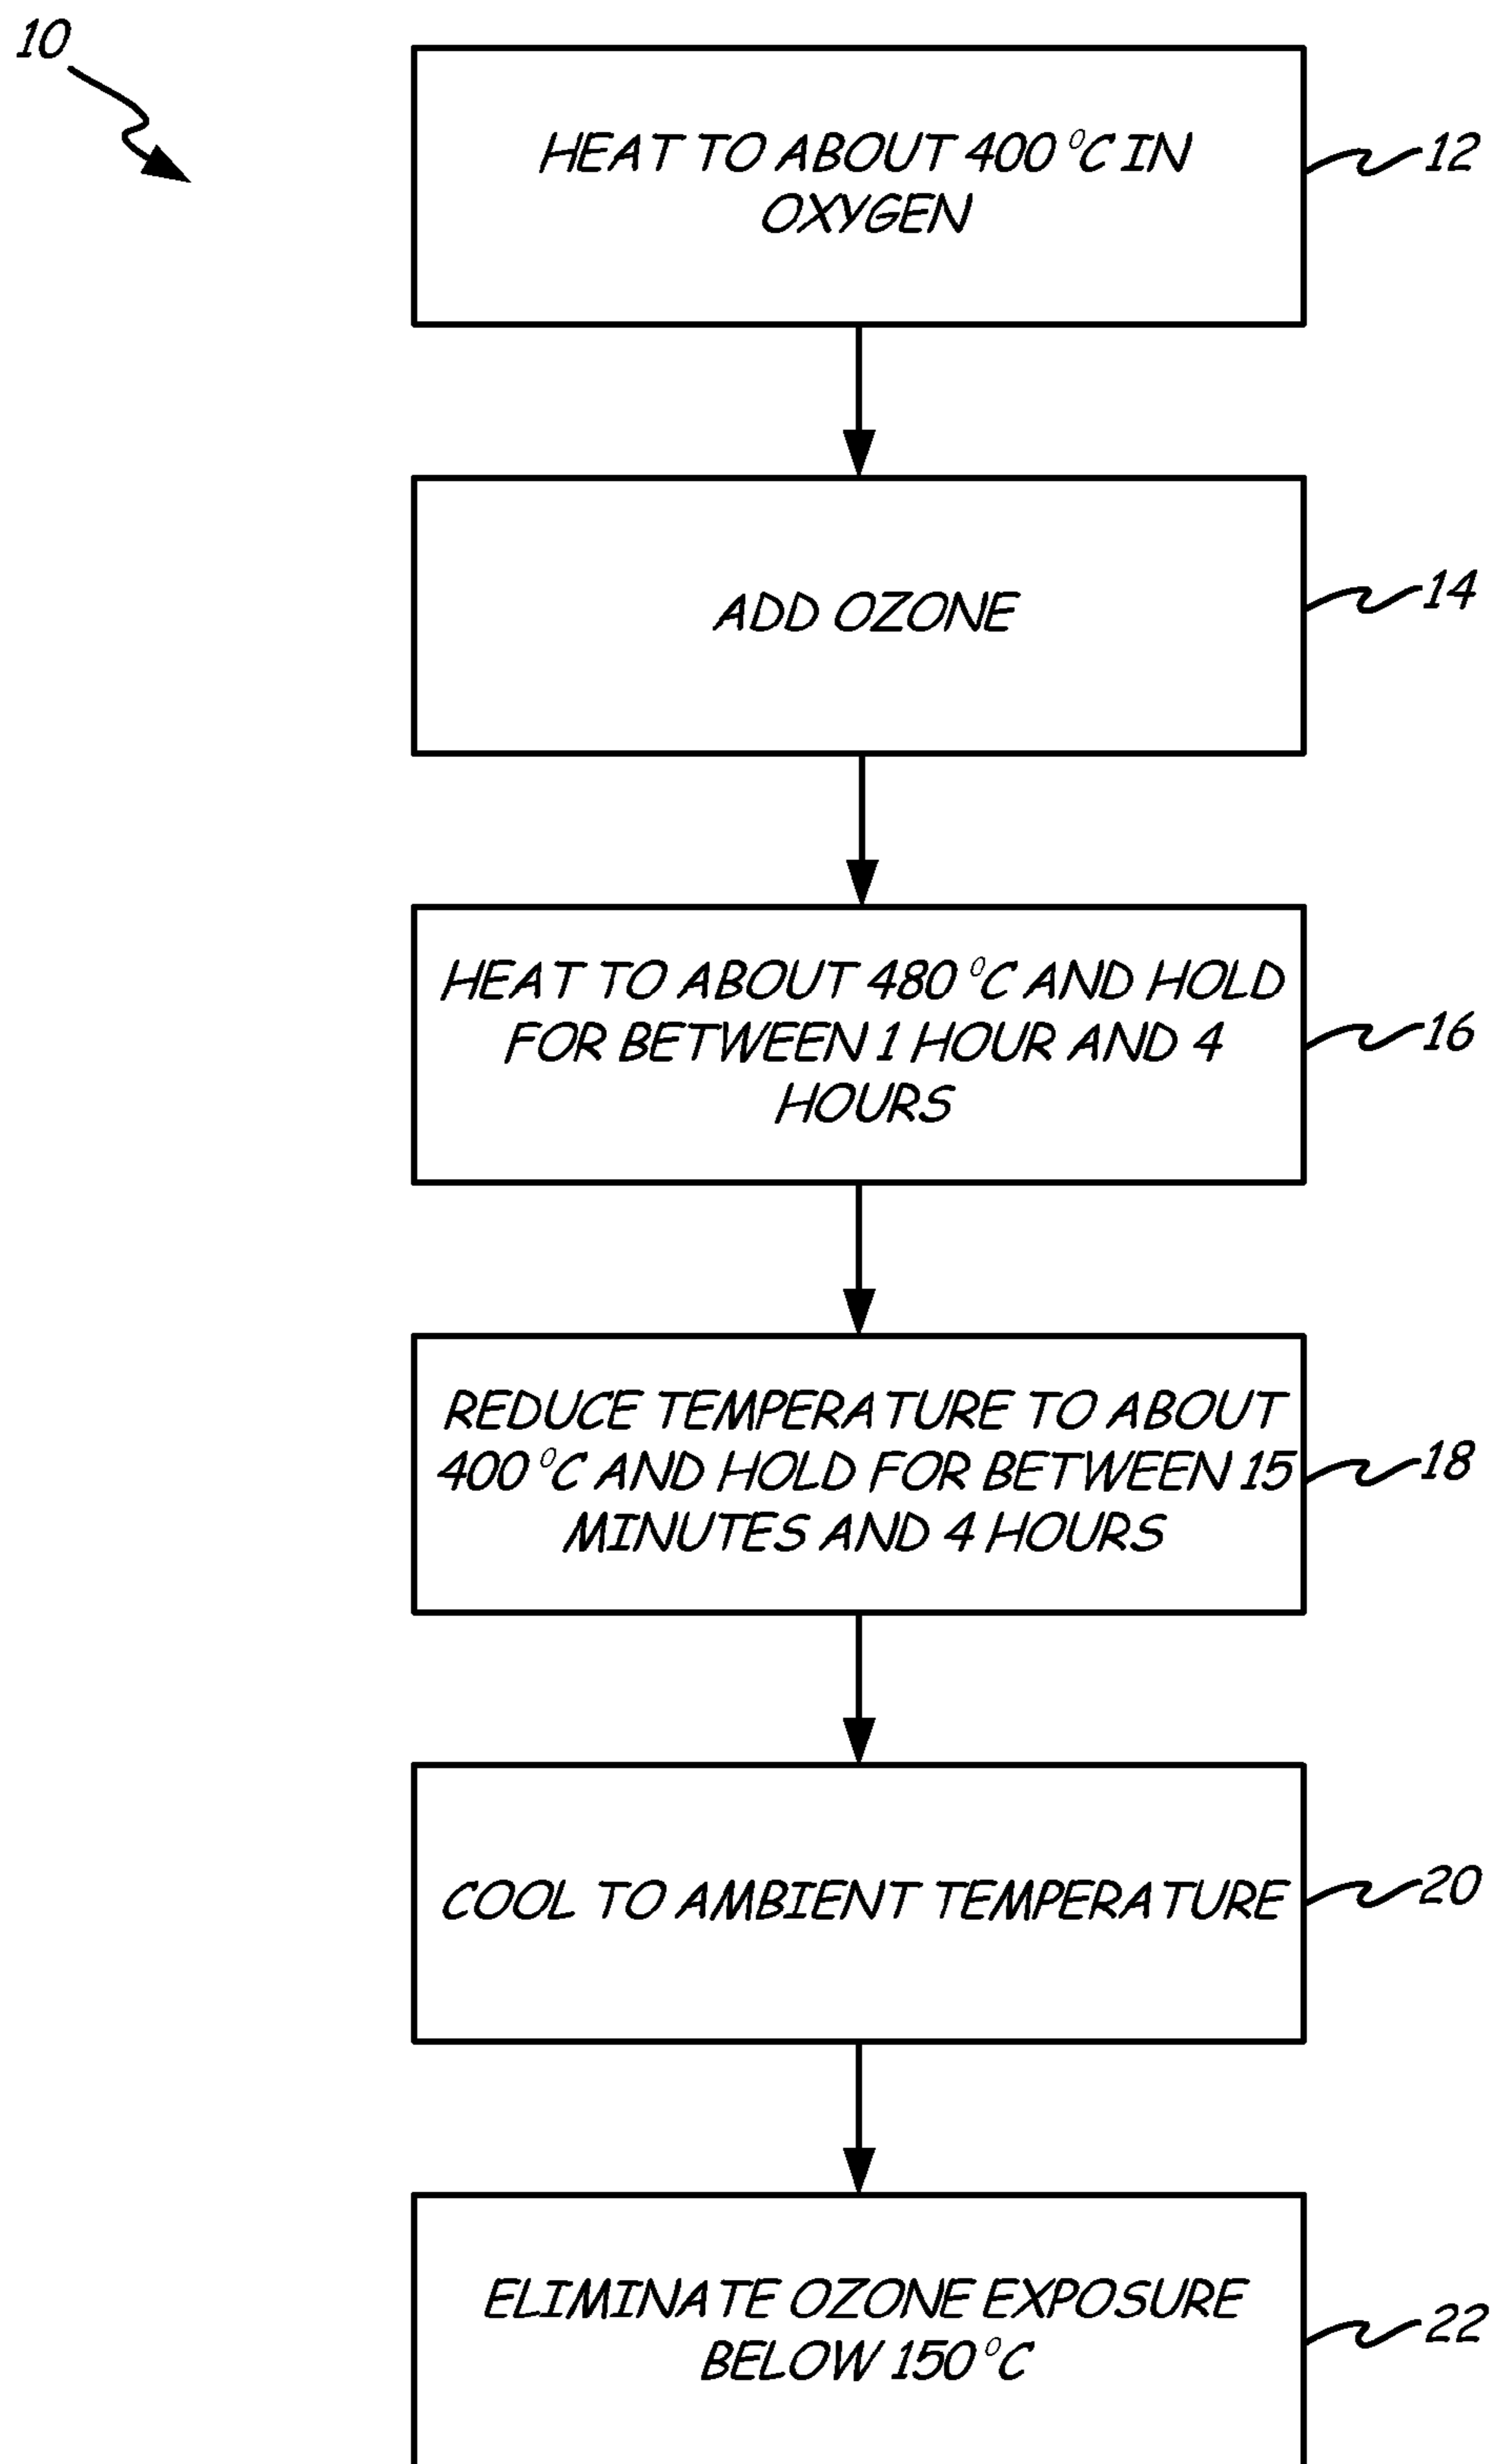 10
HEAT TO ABOUT 400 °C IN
OXYGEN
12
ADD OZONE
14
HEAT TO ABOUT 480 °C AND HOLD
FOR BETWEEN 1 HOUR AND 4
HOURS
16
REDUCE TEMPERATURE TO ABOUT
400 °C AND HOLD FOR BETWEEN 15
MINUTES AND 4 HOURS
18
COOL TO AMBIENT TEMPERATURE
20
ELIMINATE OZONE EXPOSURE
BELOW 150 °C
22